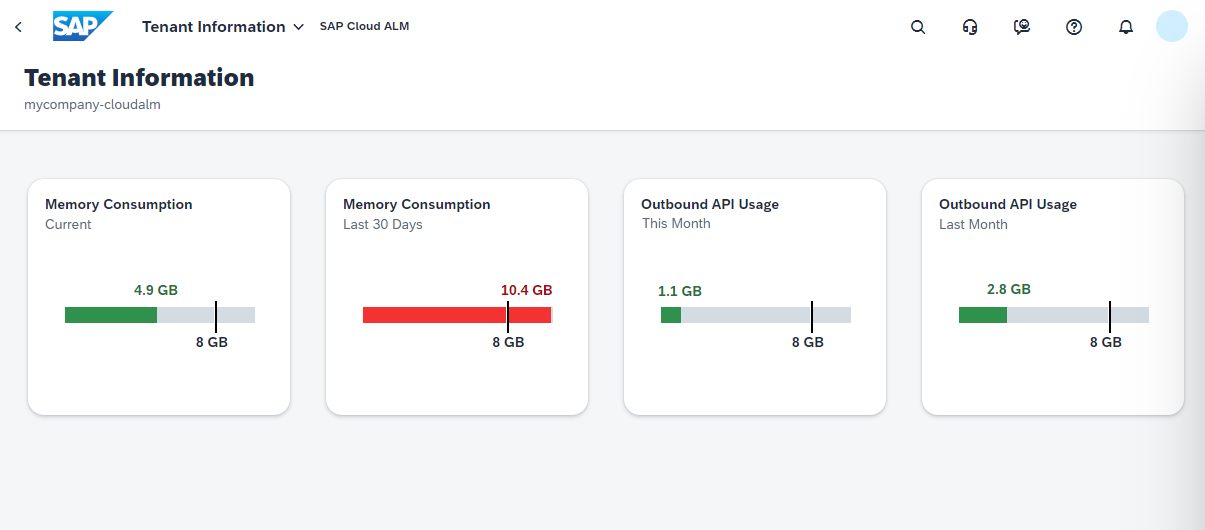 SAP Tenant Information SAP Cloud ALM
Tenant Information
mycompany-cloudalm
Memory Consumption
Current
4.9 GB
8 GB
Memory Consumption
Last 30 Days
10.4 GB
8 GB
Outbound API Usage
This Month
1.1 GB
8 GB
Outbound API Usage
Last Month
2.8 GB
8 GB